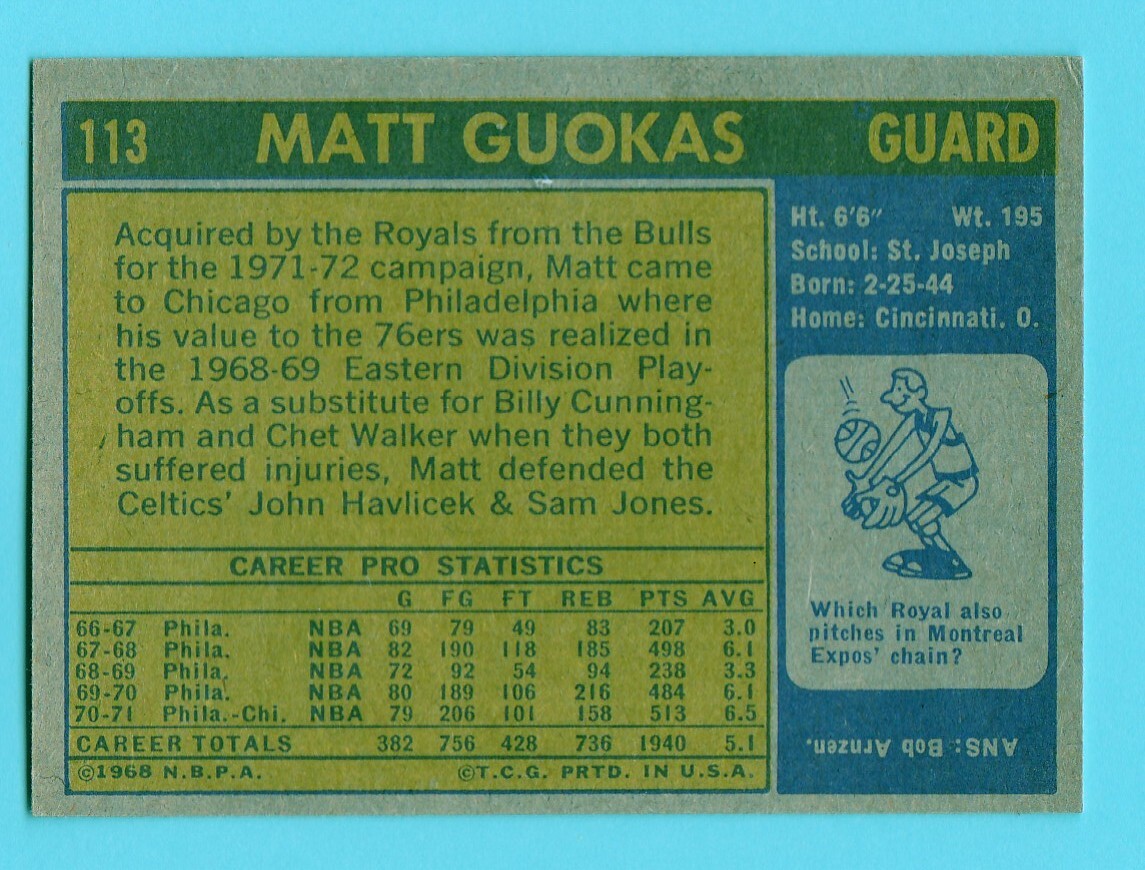 113 MATT GUOKAS GUARD
Acquired by the Royals from the Bulls
for the 1971-72 campaign, Matt came
to Chicago from Philadelphia where
his value to the 76ers was realized in
the 1968-69 Eastern Division Play-
offs. As a substitute for Billy Cunning-
ham and Chet Walker when they both
suffered injuries, Matt defended the
Celtics' John Havlicek & Sam Jones.
CAREER PRO STATISTICS
G FG FT REB PTS AVG
66-67 Phila. NBA 69 79 49 83 207 3.0
67-68 Phila. NBA 82 190 118 185 498 6.1
68-69 Phila. NBA 72 92 54 94 238 3.3
69-70 Phila. NBA 80 189 106 216 484 6.1
70-71 Phila.-Chi. NBA 79 206 101 158 513 6.5
CAREER TOTALS 382 756 428 736 1940 5.1
©1968 N.B.P.A. ©T.C.G. PRTD. IN U.S.A.
Ht. 6'6" Wt. 195
School: St. Joseph
Born: 2-25-44
Home: Cincinnati. O.
Which Royal also
pitches in Montreal
Expos' chain?
ANS: Bob Arnzen.